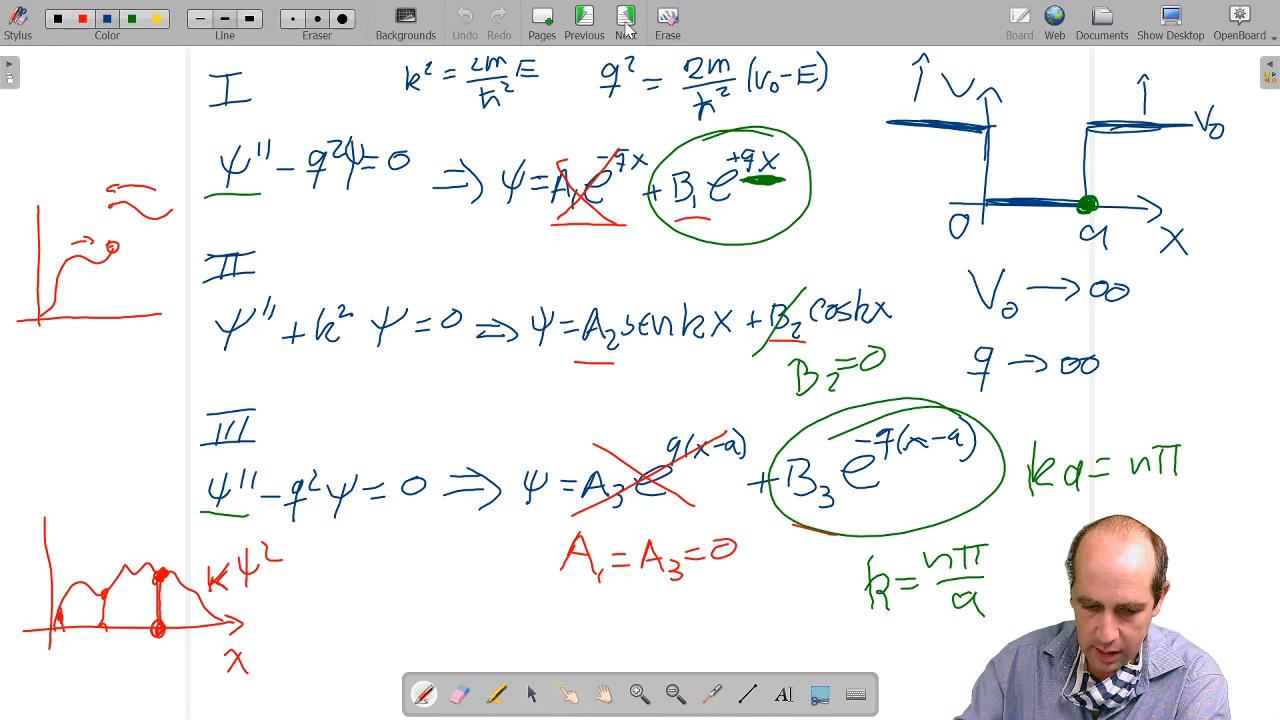 Stylus Color Line Eraser Backgrounds Undo Redo Pages Previous Next Erase Board Web Documents Show Desktop OpenBoard
k² = 2m/ħ² E q² = 2m/ħ² (V₀-E)
I
ψ'' - q²ψ = 0 => ψ = A₁e^{-qx} + B₁e^{+qx}
V
V₀
0 a x
II
ψ'' + k² ψ = 0 => ψ = A₂ sen kx + B₂ cos kx
B₂ = 0
V₀ → ∞
q → ∞
III
ψ'' - q²ψ = 0 => ψ = A₃e^{q(x-a)} + B₃e^{-q(x-a)}
ka = nπ
A₁ = A₃ = 0
k = nπ/a
ψ²
x